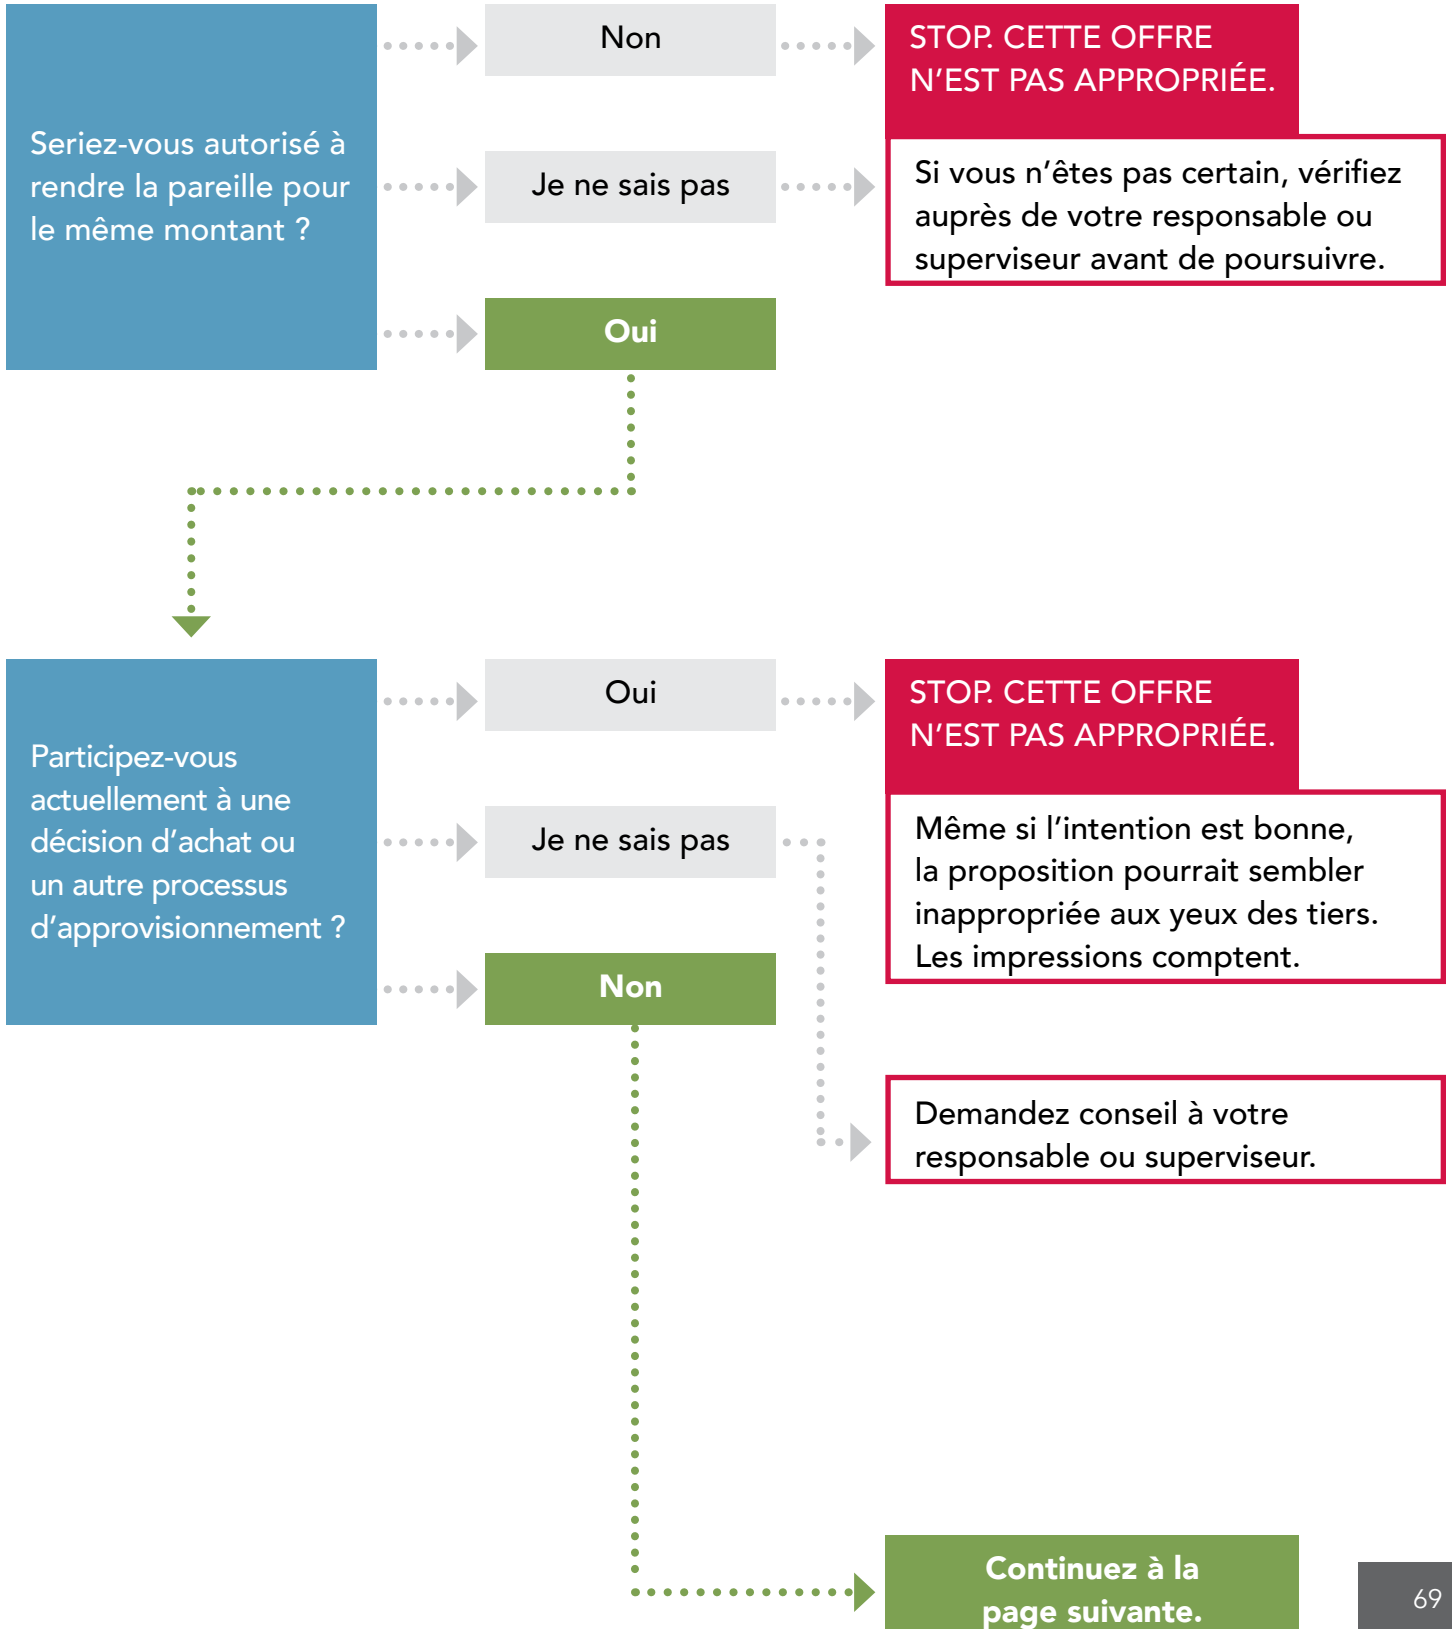 Seriez-vous autorisé à
rendre la pareille pour
le même montant ?
Non
STOP. CETTE OFFRE
N’EST PAS APPROPRIÉE.
Je ne sais pas
Si vous n’êtes pas certain, vérifiez
auprès de votre responsable ou
superviseur avant de poursuivre.
Oui
Participez-vous
actuellement à une
décision d’achat ou
un autre processus
d’approvisionnement ?
Oui
STOP. CETTE OFFRE
N’EST PAS APPROPRIÉE.
Je ne sais pas
Même si l’intention est bonne,
la proposition pourrait sembler
inappropriée aux yeux des tiers.
Les impressions comptent.
Non
Demandez conseil à votre
responsable ou superviseur.
Continuez à la
page suivante.
69